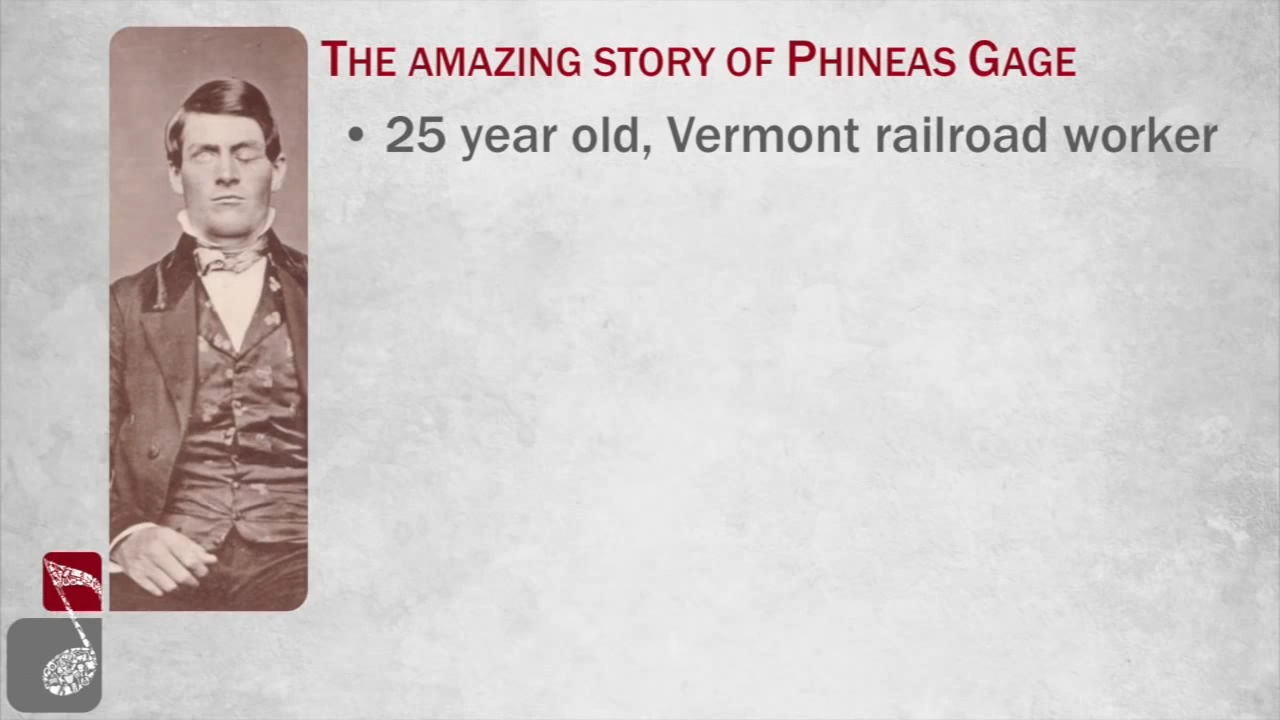 The amazing story of Phineas Gage
• 25 year old, Vermont railroad worker